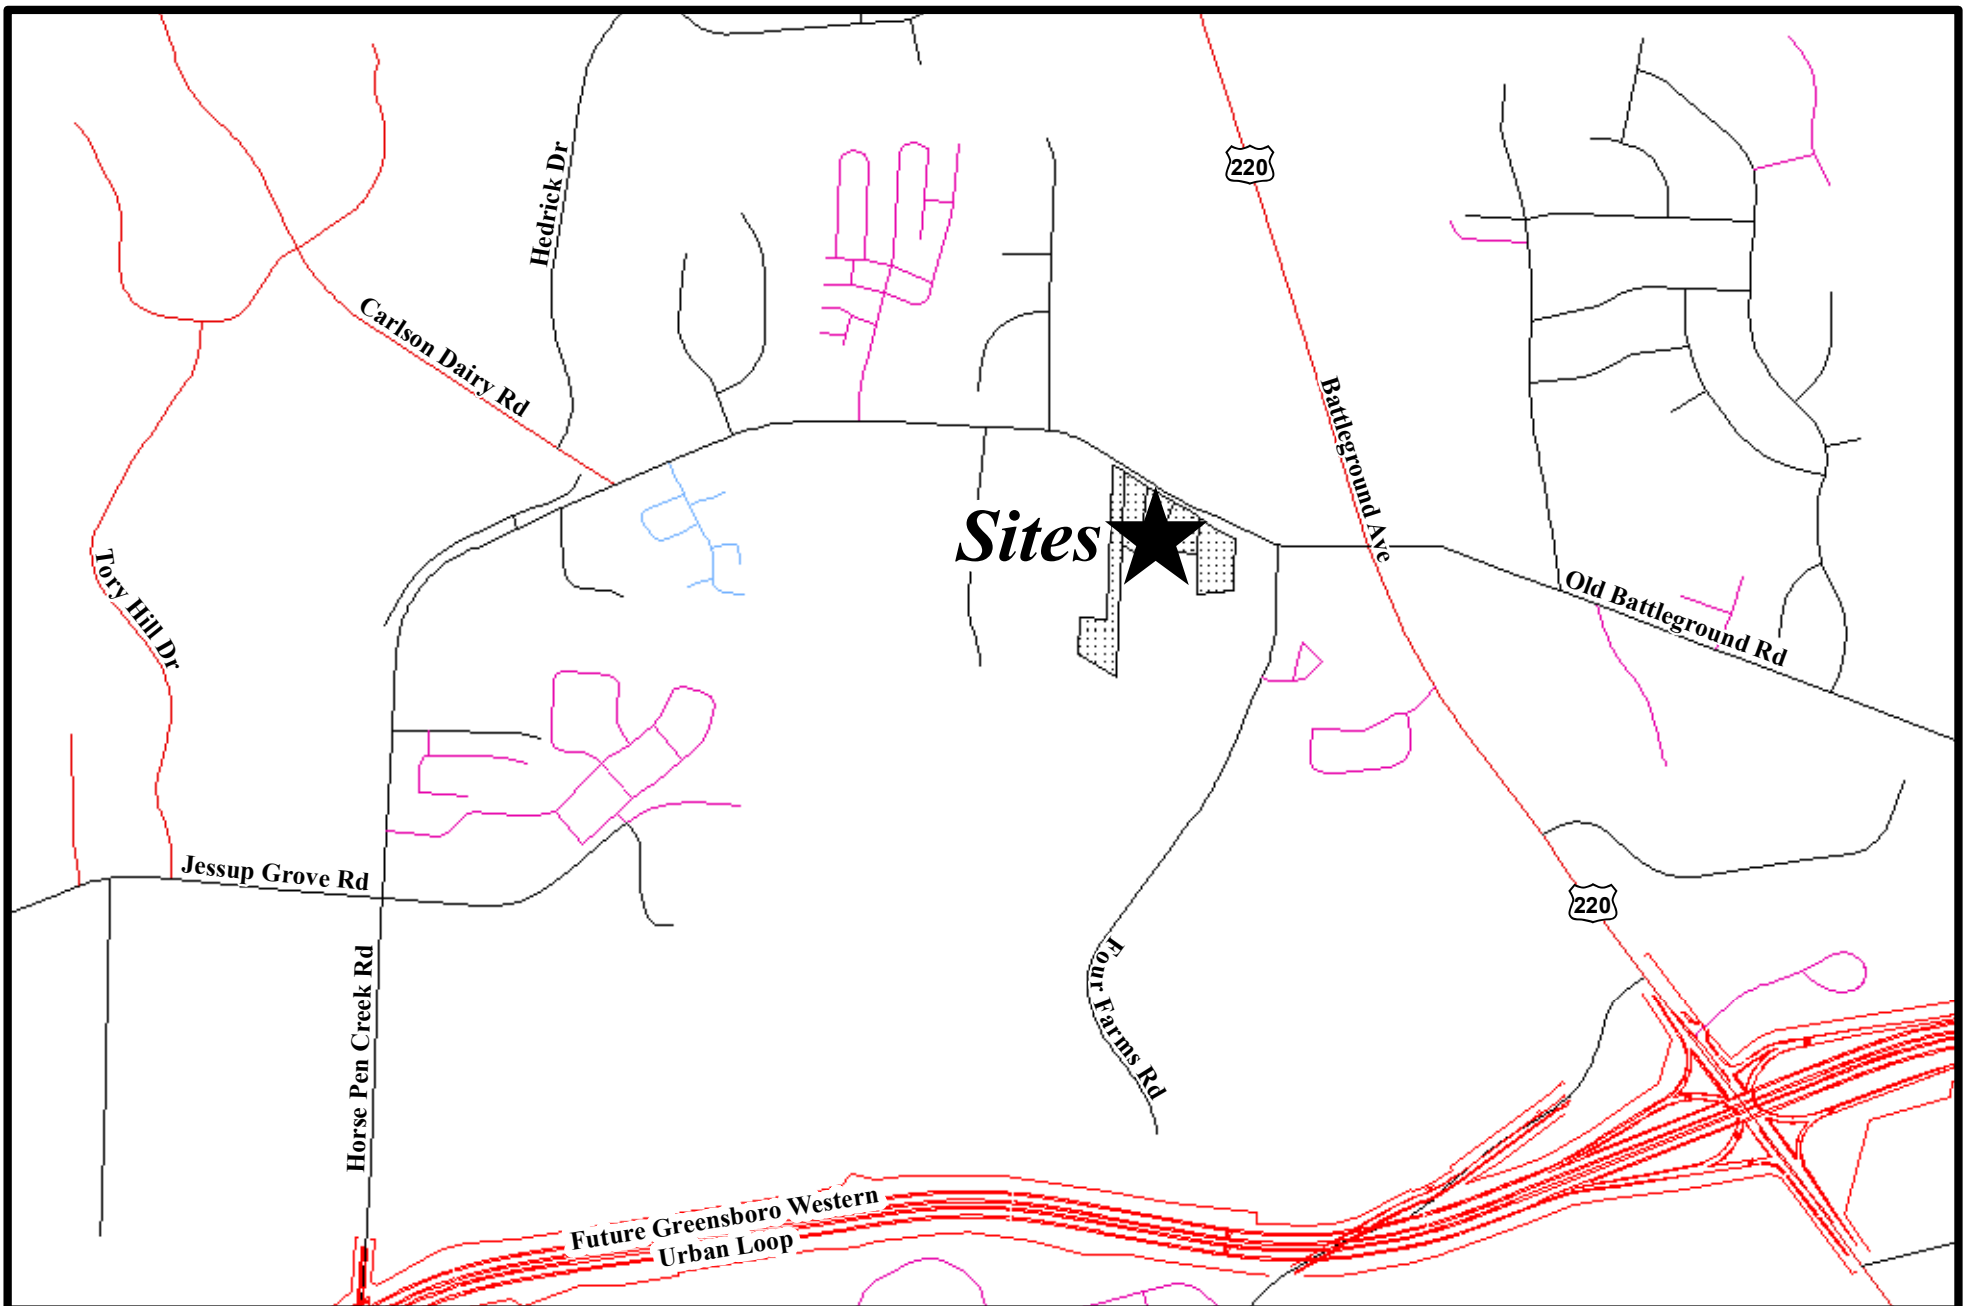 220
Hedrick Dr
Carlson Dairy Rd
Battleground Ave
Sites
Tory Hill Dr
Old Battleground Rd
Jessup Grove Rd
220
Four Farms Rd
Horse Pen Creek Rd
Future Greensboro Western
Urban Loop